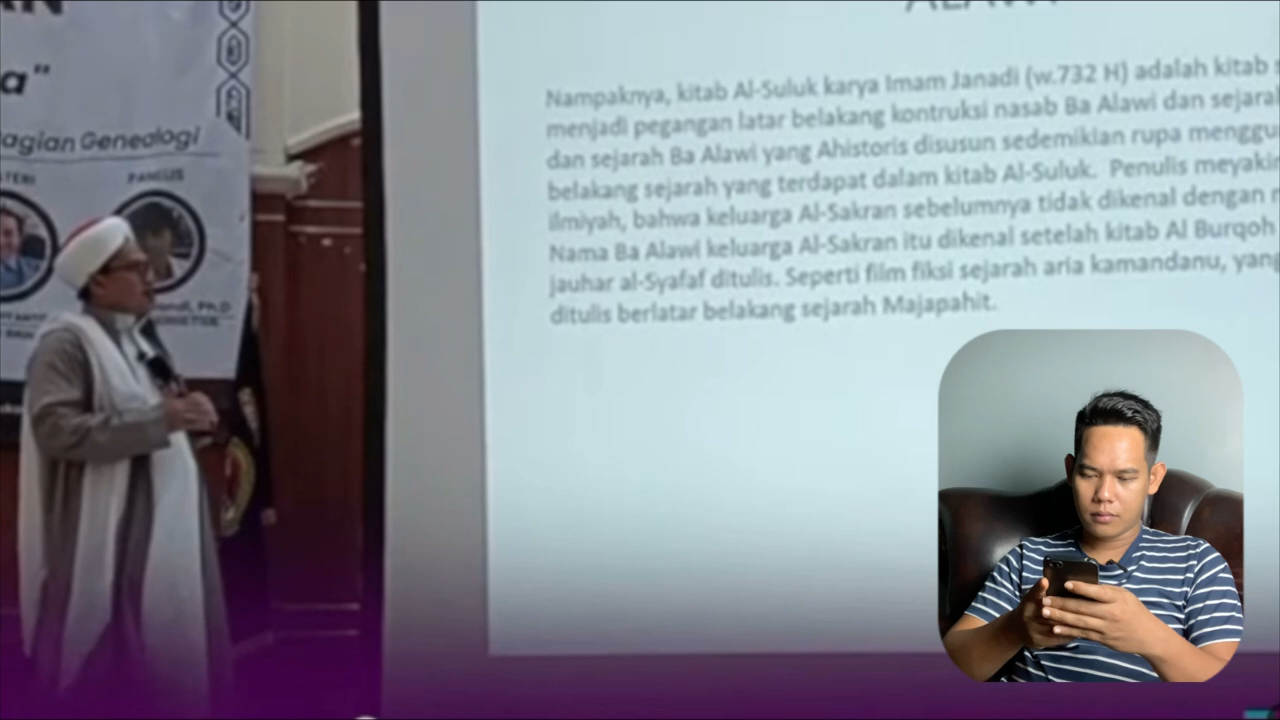 a"
agian Genealogi
PANELIS
Nampaknya, kitab Al-Suluk karya Imam Janadi (w.732 H) adalah kitab
menjadi pegangan latar belakang kontruksi nasab Ba Alawi dan sejara
dan sejarah Ba Alawi yang Ahistoris disusun sedemikian rupa menggu
belakang sejarah yang terdapat dalam kitab Al-Suluk. Penulis meyaki
ilmiyah, bahwa keluarga Al-Sakran sebelumnya tidak dikenal dengan
Nama Ba Alawi keluarga Al-Sakran itu dikenal setelah kitab Al Burqoh
jauhar al-Syafaf ditulis. Seperti film fiksi sejarah aria kamandanu, yang
ditulis berlatar belakang sejarah Majapahit.